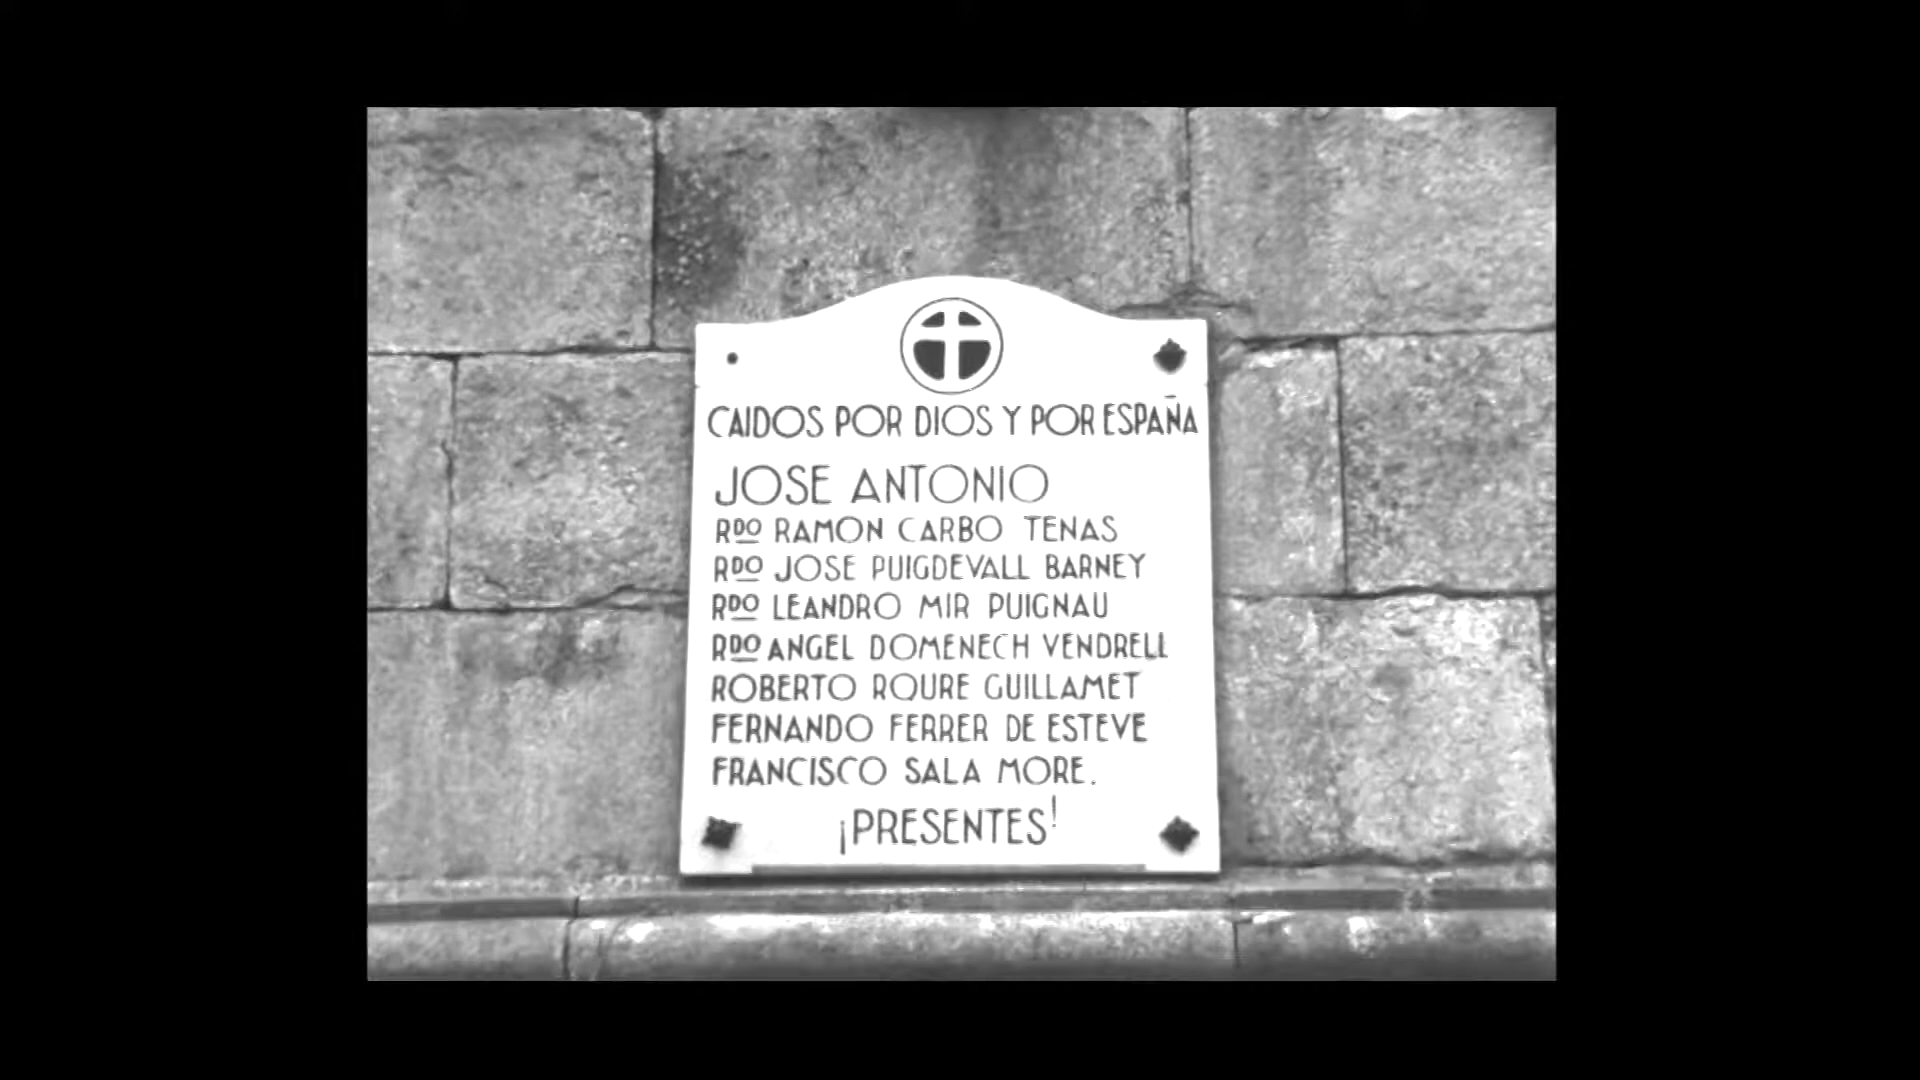 CAIDOS POR DIOS Y POR ESPAÑA
JOSE ANTONIO
RDO RAMON CARBO TENAS
RDO JOSE PUIGDEVALL BARNEY
RDO LEANDRO MIR PUIGNAU
RDO ANGEL DOMENECH VENDRELL
ROBERTO ROURE GUILLAMET
FERNANDO FERRER DE ESTEVE
FRANCISCO SALA MORE.
¡PRESENTES!